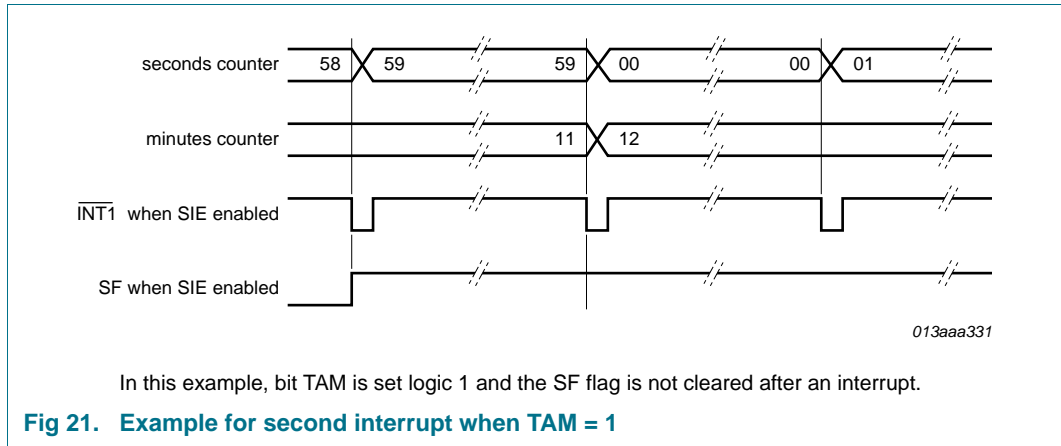 seconds counter 58 59 59 00 00 01
minutes counter 11 12
INT1 when SIE enabled
SF when SIE enabled
013aaa331
In this example, bit TAM is set logic 1 and the SF flag is not cleared after an interrupt.
Fig 21. Example for second interrupt when TAM = 1